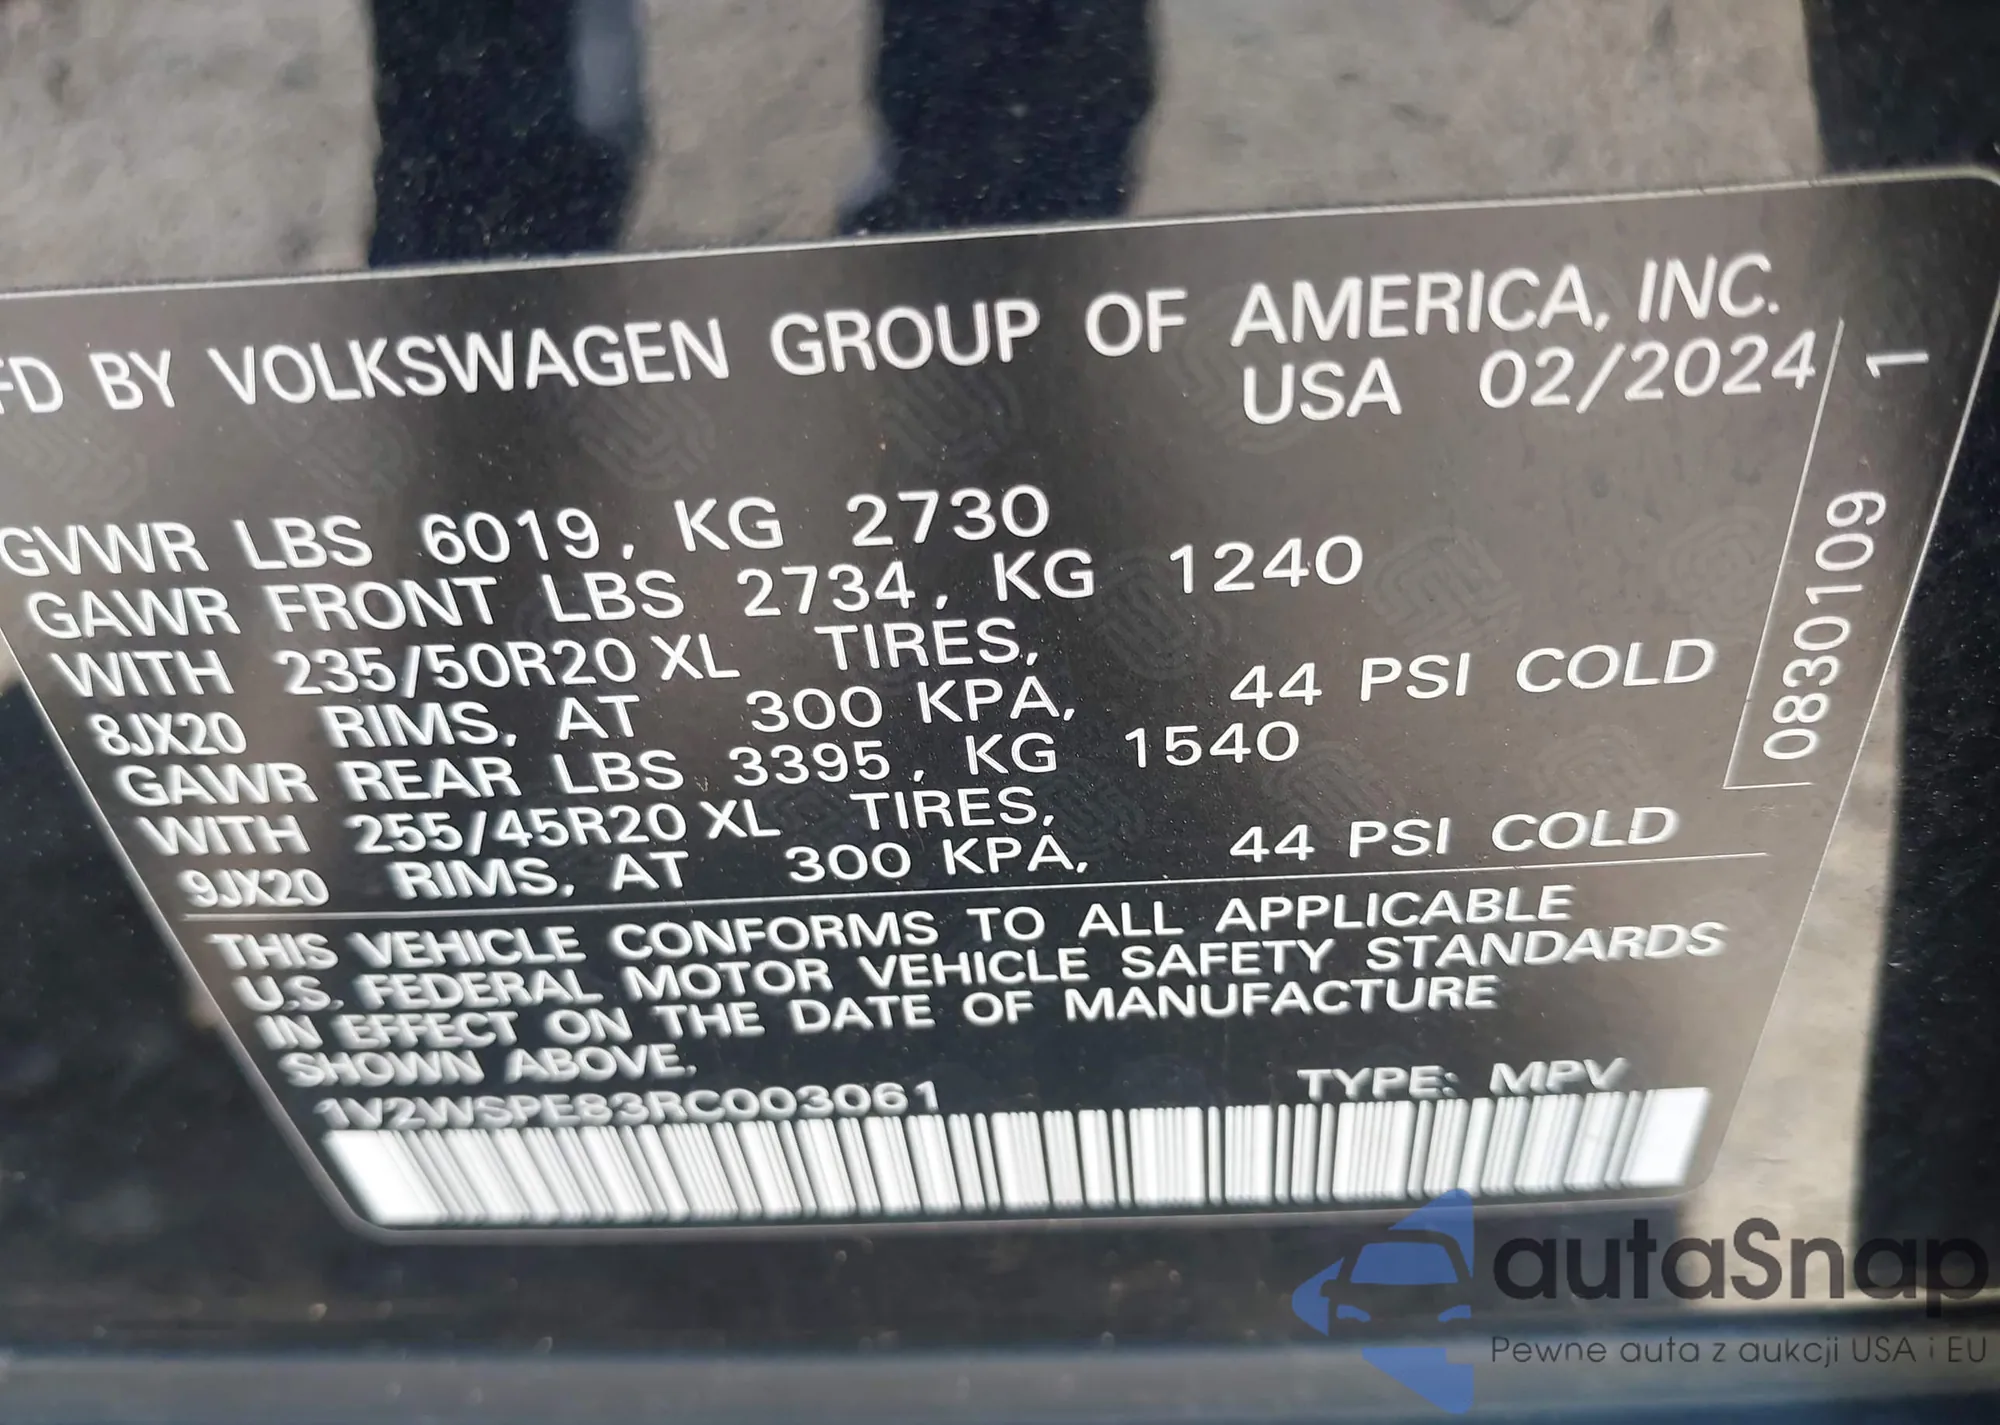 FD BY VOLKSWAGEN GROUP OF AMERICA, INC.
USA 02/2024
GVWR LBS 6019, KG 2730
GAWR FRONT LBS 2734, KG 1240
WITH 235/50R20 XL TIRES,
8JX20 RIMS, AT 300 KPA, 44 PSI COLD
GAWR REAR LBS 3395, KG 1540
WITH 255/45R20 XL TIRES,
9JX20 RIMS, AT 300 KPA, 44 PSI COLD
0830109 1
THIS VEHICLE CONFORMS TO ALL APPLICABLE
U.S. FEDERAL MOTOR VEHICLE SAFETY STANDARDS
IN EFFECT ON THE DATE OF MANUFACTURE
SHOWN ABOVE.
1V2WSPE83RC003061 TYPE: MPV
autaSnap
Pewne auta z aukcji USA i EU